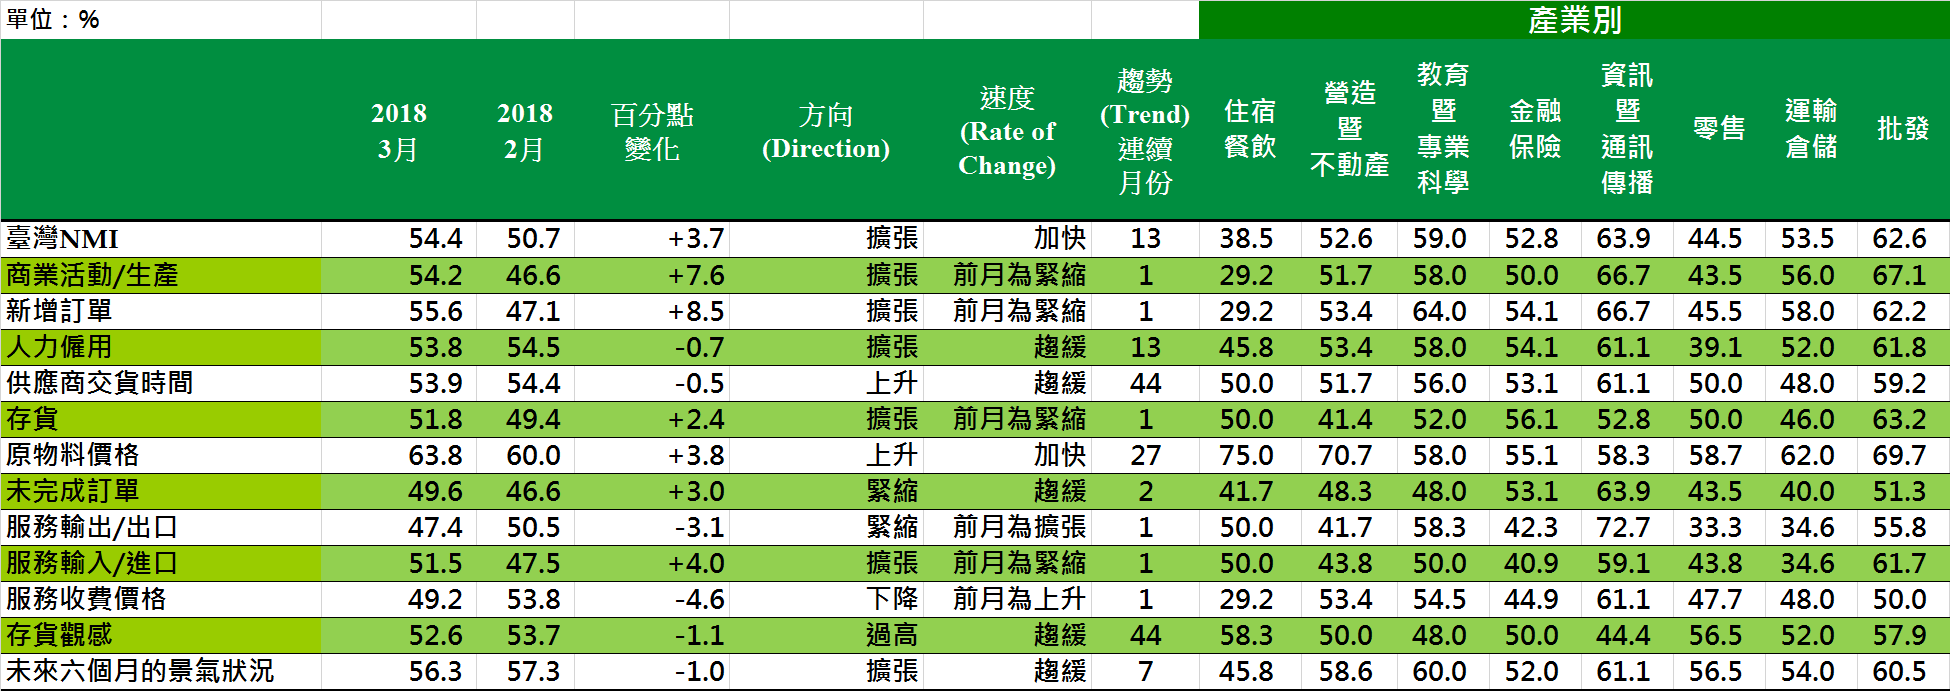 單位：% 產業別
2018 3月 2018 2月 百分點變化 方向 (Direction) 速度 (Rate of Change) 趨勢 (Trend) 連續月份 住宿餐飲 營造暨不動產 教育暨專業科學 金融保險 資訊暨通訊傳播 零售 運輸倉儲 批發
臺灣NMI 54.4 50.7 +3.7 擴張 加快 13 38.5 52.6 59.0 52.8 63.9 44.5 53.5 62.6
商業活動/生產 54.2 46.6 +7.6 擴張 前月為緊縮 1 29.2 51.7 58.0 50.0 66.7 43.5 56.0 67.1
新增訂單 55.6 47.1 +8.5 擴張 前月為緊縮 1 29.2 53.4 64.0 54.1 66.7 45.5 58.0 62.2
人力僱用 53.8 54.5 -0.7 擴張 趨緩 13 45.8 53.4 58.0 54.1 61.1 39.1 52.0 61.8
供應商交貨時間 53.9 54.4 -0.5 上升 趨緩 44 50.0 51.7 56.0 53.1 61.1 50.0 48.0 59.2
存貨 51.8 49.4 +2.4 擴張 前月為緊縮 1 50.0 41.4 52.0 56.1 52.8 50.0 46.0 63.2
原物料價格 63.8 60.0 +3.8 上升 加快 27 75.0 70.7 58.0 55.1 58.3 58.7 62.0 69.7
未完成訂單 49.6 46.6 +3.0 緊縮 趨緩 2 41.7 48.3 48.0 53.1 63.9 43.5 40.0 51.3
服務輸出/出口 47.4 50.5 -3.1 緊縮 前月為擴張 1 50.0 41.7 58.3 42.3 72.7 33.3 34.6 55.8
服務輸入/進口 51.5 47.5 +4.0 擴張 前月為緊縮 1 50.0 43.8 50.0 40.9 59.1 43.8 34.6 61.7
服務收費價格 49.2 53.8 -4.6 下降 前月為上升 1 29.2 53.4 54.5 44.9 61.1 47.7 48.0 50.0
存貨觀感 52.6 53.7 -1.1 過高 趨緩 44 58.3 50.0 48.0 50.0 44.4 56.5 52.0 57.9
未來六個月的景氣狀況 56.3 57.3 -1.0 擴張 趨緩 7 45.8 58.6 60.0 52.0 61.1 56.5 54.0 60.5